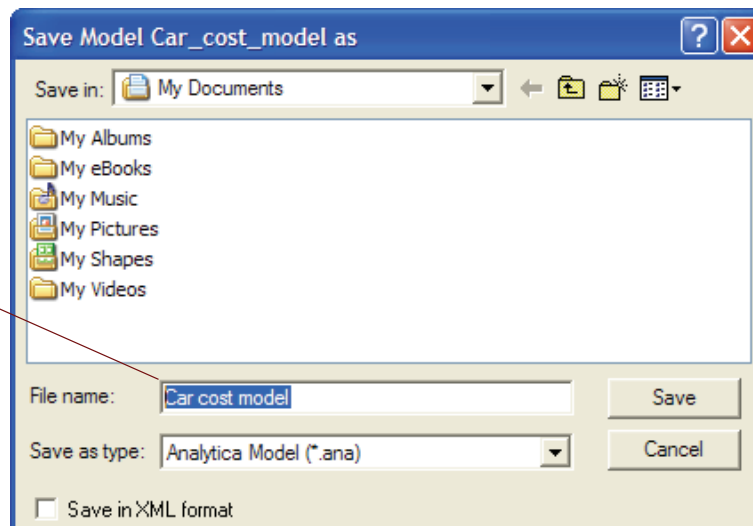 Save Model Car_cost_model as
Save in: My Documents
My Albums
My eBooks
My Music
My Pictures
My Shapes
My Videos
File name: Car cost model Save
Save as type: Analytica Model (*.ana) Cancel
Save in XML format